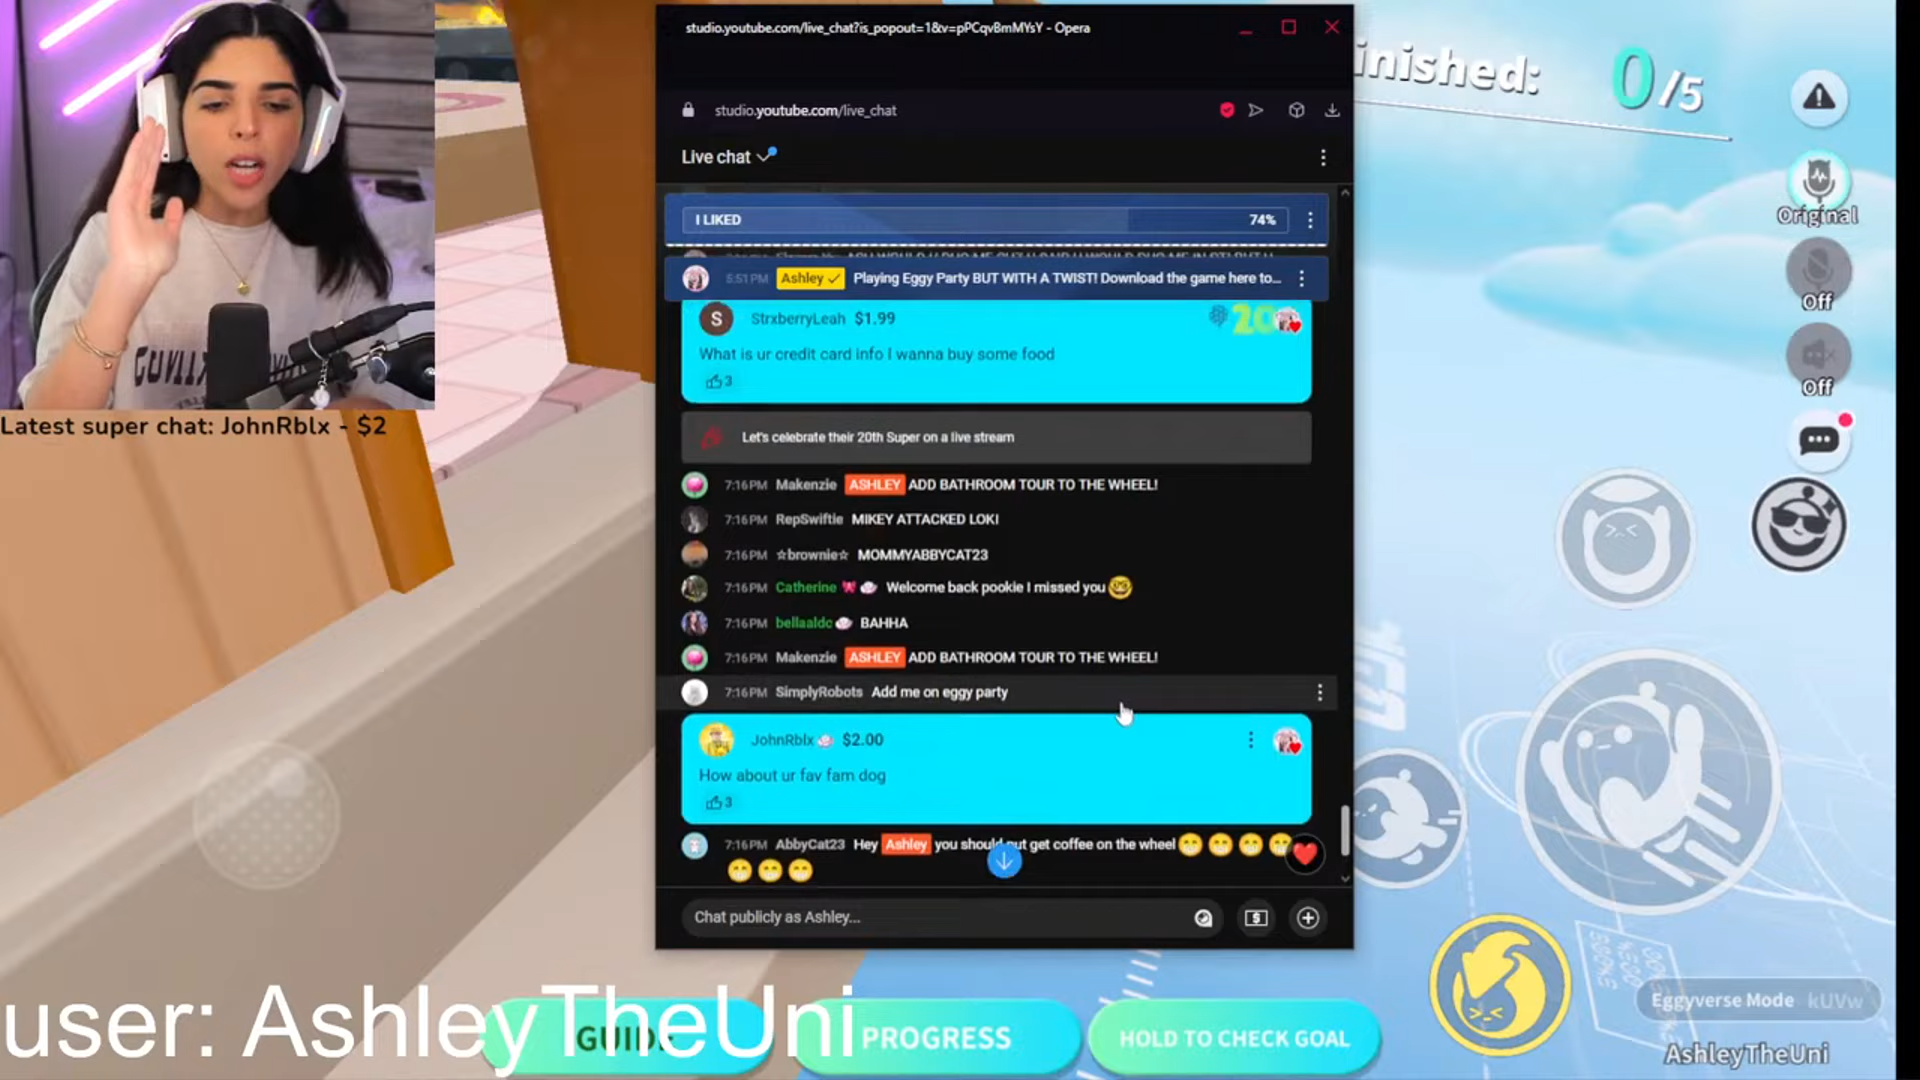 studio.youtube.com/live_chat?is_popout=1&v=pPCqvBmMYsY - Opera
studio.youtube.com/live_chat
Live chat
I LIKED 74%
5:51 PM Ashley Playing Eggy Party BUT WITH A TWIST! Download the game here to...
S StrxberryLeah $1.99
20
What is ur credit card info I wanna buy some food
3
Let's celebrate their 20th Super on a live stream
7:16 PM Makenzie ASHLEY ADD BATHROOM TOUR TO THE WHEEL!
7:16 PM RepSwiftie MIKEY ATTACKED LOKI
7:16 PM ☆brownie☆ MOMMYABBYCAT23
7:16 PM Catherine Welcome back pookie I missed you 🤓
7:16 PM bellaaldc BAHHA
7:16 PM Makenzie ASHLEY ADD BATHROOM TOUR TO THE WHEEL!
7:16 PM SimplyRobots Add me on eggy party
JohnRblx $2.00
How about ur fav fam dog
3
7:16 PM AbbyCat23 Hey Ashley you should put get coffee on the wheel 😁😁😁😁
😁😁😁
Chat publicly as Ashley...
Latest super chat: JohnRblx - $2
inished: 0/5
Original
Off
Off
user: AshleyTheUni
PROGRESS
HOLD TO CHECK GOAL
Eggyverse Mode kUVw
AshleyTheUni